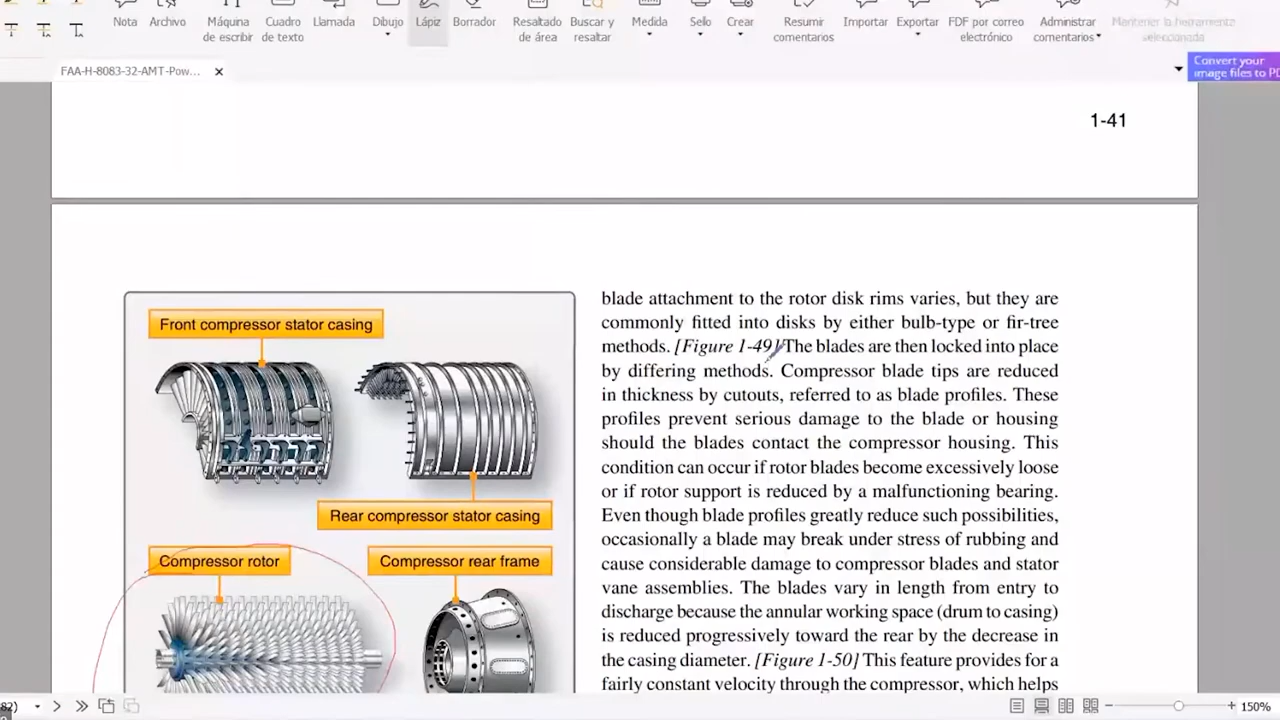 Nota
Archivo
Máquina
de escribir
Cuadro
de texto
Llamada
Dibujo
Lápiz
Borrador
Resaltado
de área
Buscar y
resaltar
Medida
Sello
Crear
Resumir
comentarios
Importar
Exportar
PDF por correo
electrónico
Administrar
comentarios
Mantener la herramienta
seleccionada
FAA-H-8083-32-AMT-Pow...
Convert your
image files to PD
1-41
Front compressor stator casing
Rear compressor stator casing
Compressor rotor
Compressor rear frame
blade attachment to the rotor disk rims varies, but they are
commonly fitted into disks by either bulb-type or fir-tree
methods. [Figure 1-49] The blades are then locked into place
by differing methods. Compressor blade tips are reduced
in thickness by cutouts, referred to as blade profiles. These
profiles prevent serious damage to the blade or housing
should the blades contact the compressor housing. This
condition can occur if rotor blades become excessively loose
or if rotor support is reduced by a malfunctioning bearing.
Even though blade profiles greatly reduce such possibilities,
occasionally a blade may break under stress of rubbing and
cause considerable damage to compressor blades and stator
vane assemblies. The blades vary in length from entry to
discharge because the annular working space (drum to casing)
is reduced progressively toward the rear by the decrease in
the casing diameter. [Figure 1-50] This feature provides for a
fairly constant velocity through the compressor, which helps
82)
150%